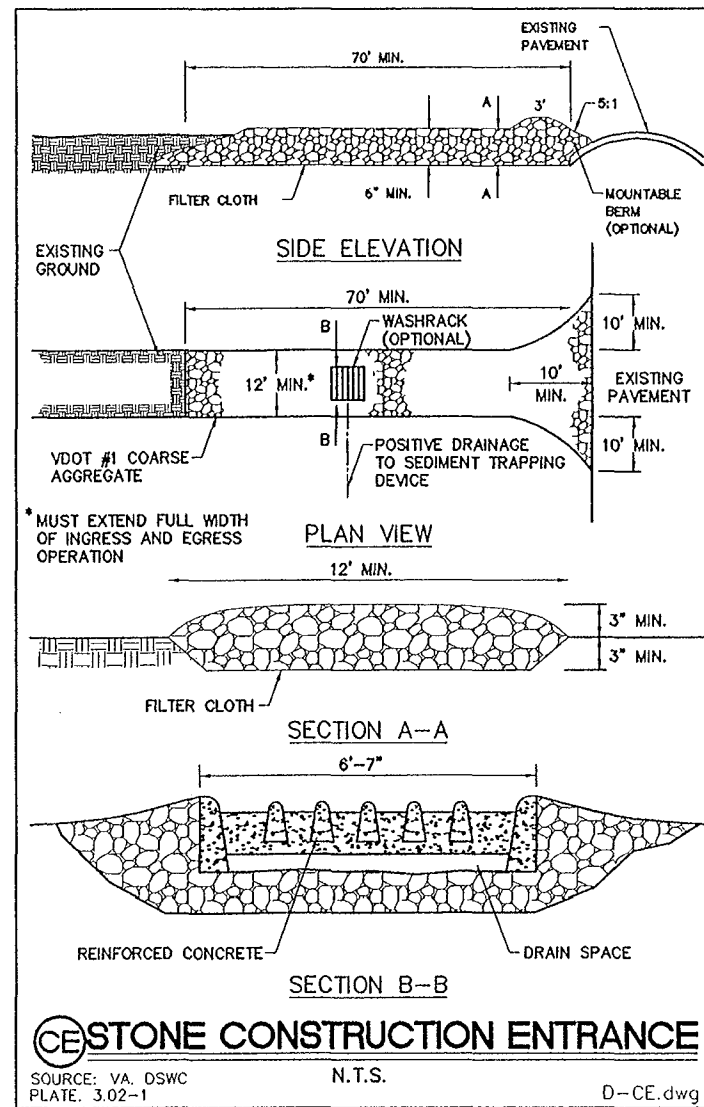 EXISTING
PAVEMENT
70' MIN.
A
3'
5:1
FILTER CLOTH
6" MIN.
A
MOUNTABLE
BERM
(OPTIONAL)
EXISTING
GROUND
SIDE ELEVATION
70' MIN.
B
WASHRACK
(OPTIONAL)
10' MIN.
12' MIN.*
10'
MIN.
EXISTING
PAVEMENT
B
10' MIN.
VDOT #1 COARSE
AGGREGATE
POSITIVE DRAINAGE
TO SEDIMENT TRAPPING
DEVICE
*MUST EXTEND FULL WIDTH
OF INGRESS AND EGRESS
OPERATION
PLAN VIEW
12' MIN.
3" MIN.
3" MIN.
FILTER CLOTH
SECTION A-A
6'-7"
REINFORCED CONCRETE
DRAIN SPACE
SECTION B-B
CE STONE CONSTRUCTION ENTRANCE
SOURCE: VA. DSWC
PLATE. 3.02-1
N.T.S.
D-CE.dwg